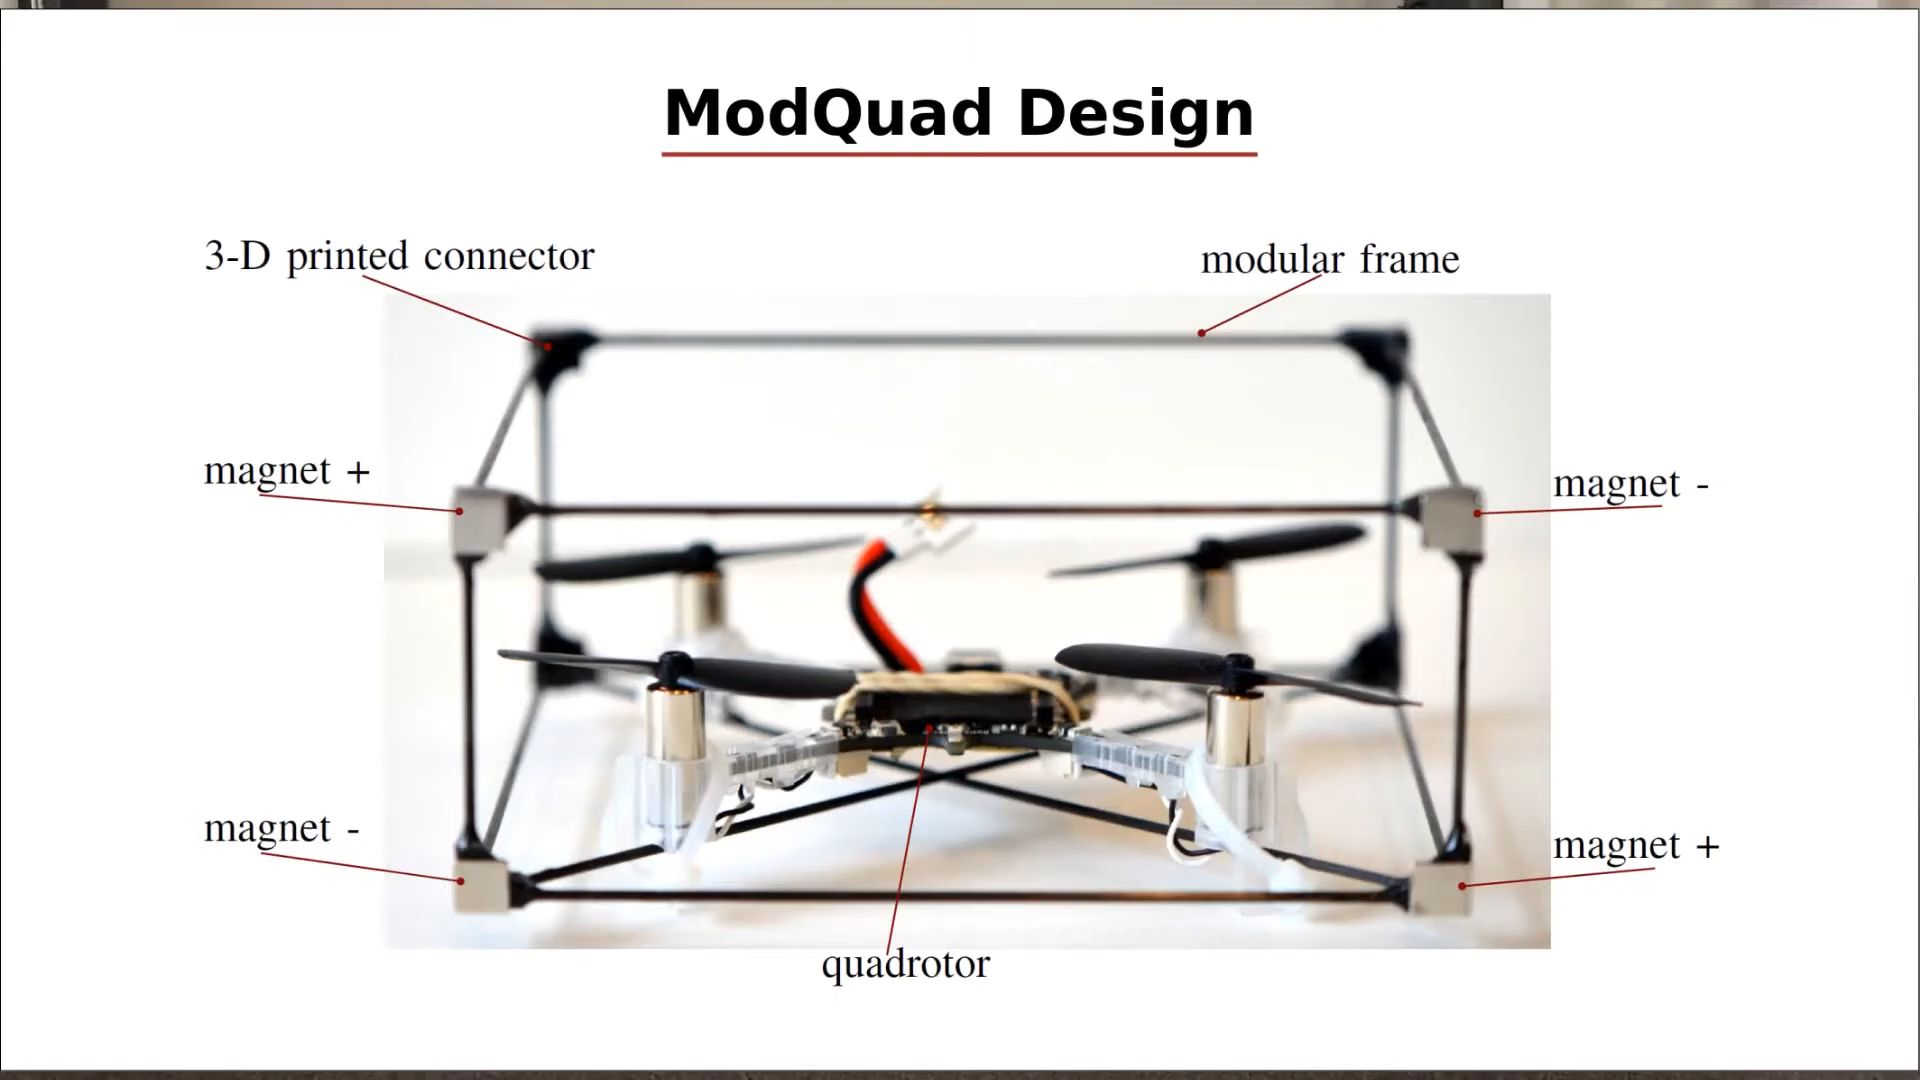 ModQuad Design
3-D printed connector
modular frame
magnet +
magnet -
magnet -
magnet +
quadrotor